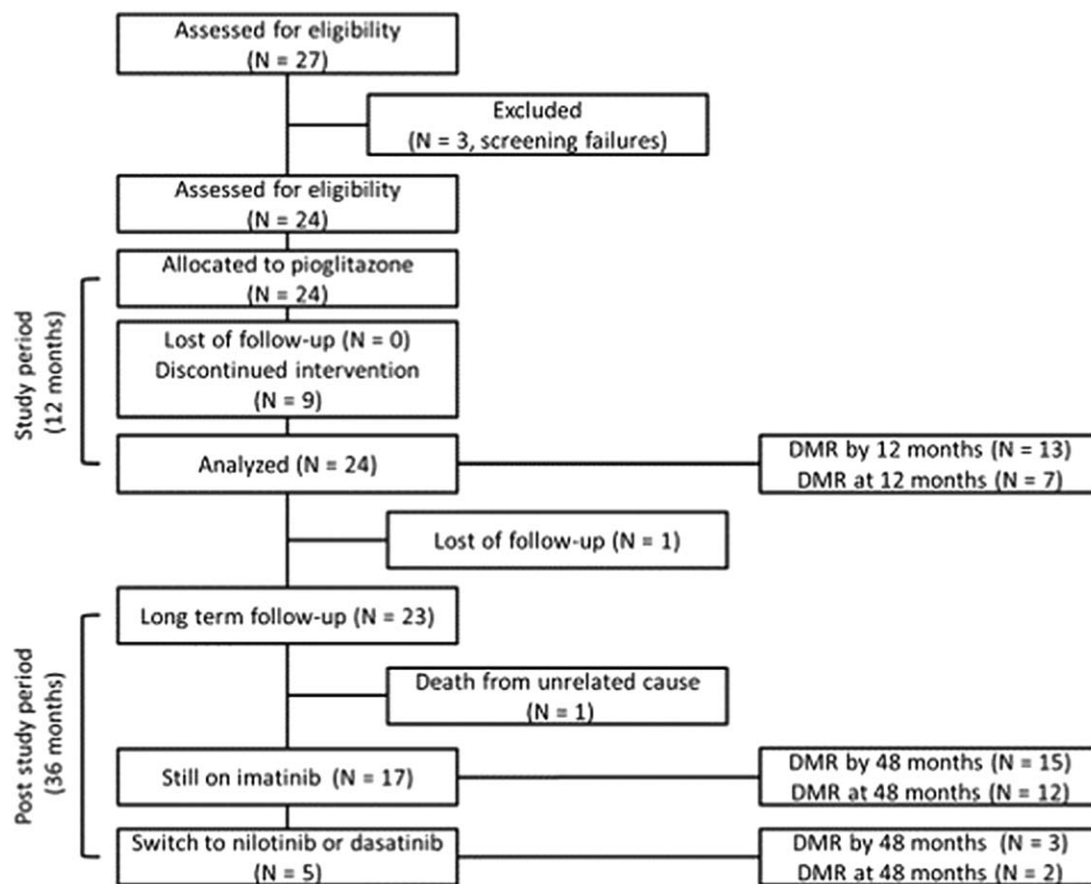 Assessed for eligibility
(N = 27)
Excluded
(N = 3, screening failures)
Assessed for eligibility
(N = 24)
Allocated to pioglitazone
(N = 24)
Lost of follow-up (N = 0)
Discontinued intervention
(N = 9)
Study period
(12 months)
Analyzed (N = 24)
DMR by 12 months (N = 13)
DMR at 12 months (N = 7)
Lost of follow-up (N = 1)
Long term follow-up (N = 23)
Death from unrelated cause
(N = 1)
Post study period
(36 months)
Still on imatinib (N = 17)
DMR by 48 months (N = 15)
DMR at 48 months (N = 12)
Switch to nilotinib or dasatinib
(N = 5)
DMR by 48 months (N = 3)
DMR at 48 months (N = 2)